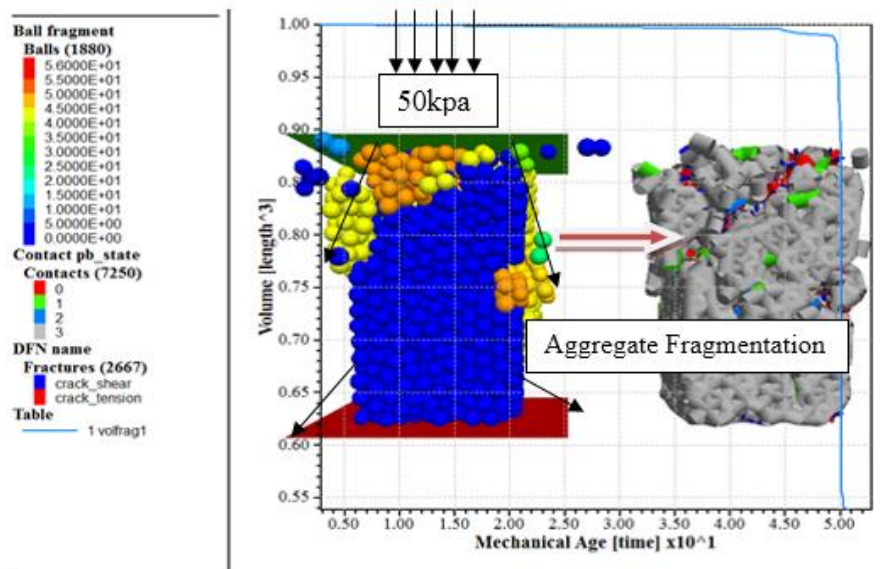 Ball fragment
Balls (1880)
5.6000E+01
5.5000E+01
5.0000E+01
4.5000E+01
4.0000E+01
3.5000E+01
3.0000E+01
2.5000E+01
2.0000E+01
1.5000E+01
1.0000E+01
5.0000E+00
0.0000E+00
Contact pb_state
Contacts (7250)
0
1
2
3
DFN name
Fractures (2667)
crack_shear
crack_tension
Table
1 volfrag1
Volume [length^3]
1.00
0.95
0.90
0.80
0.75
0.70
0.65
0.60
0.55
50kpa
Aggregate Fragmentation
0.50
1.00
1.50
2.00
2.50
3.00
3.50
4.00
4.50
5.00
Mechanical Age [time] x10^1